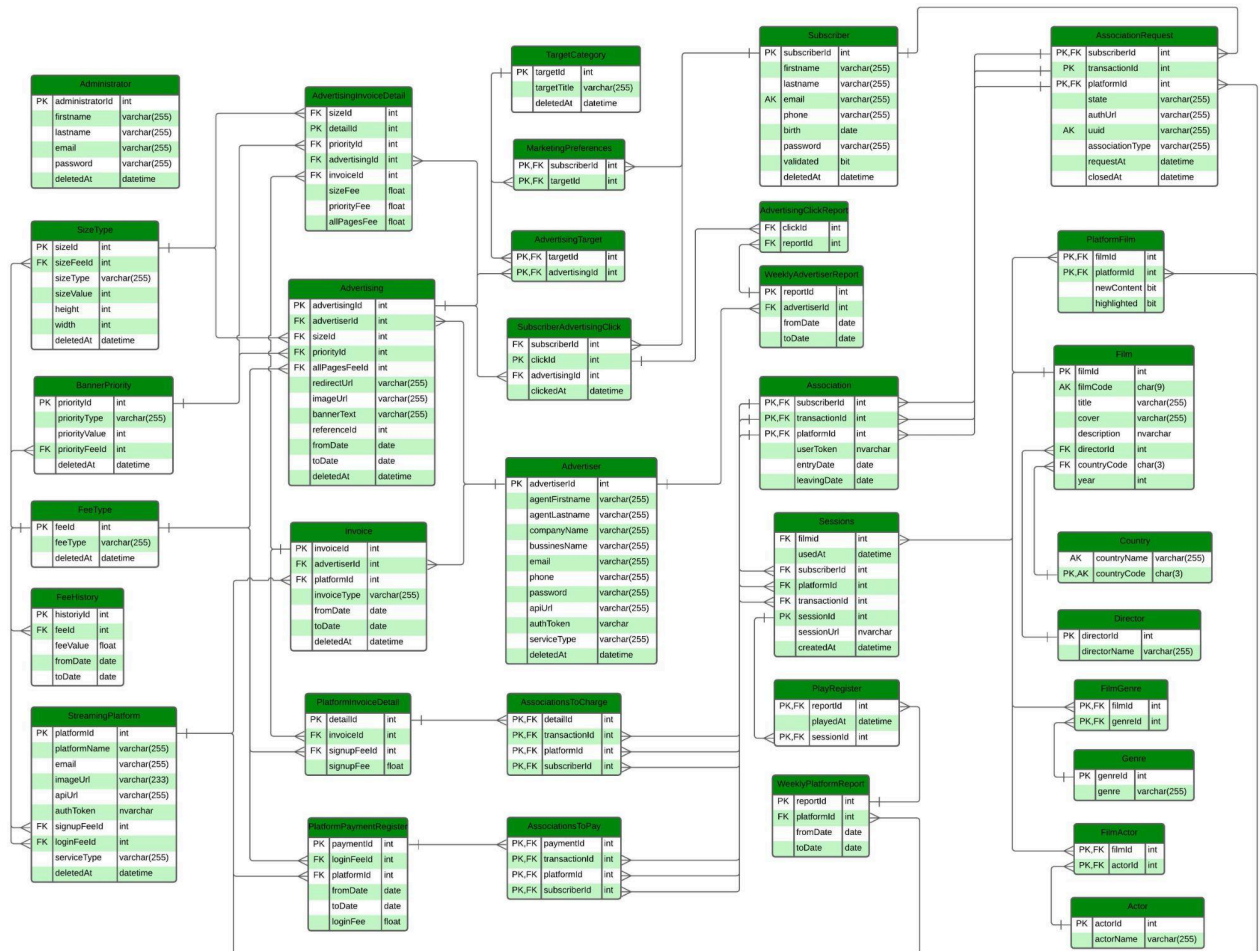 Administrator
PK administratorId int
firstname varchar(255)
lastname varchar(255)
email varchar(255)
password varchar(255)
deletedAt datetime
SizeType
PK sizeId int
FK sizeFeeId int
sizeType varchar(255)
sizeValue int
height int
width int
deletedAt datetime
BannerPriority
PK priorityId int
priorityType varchar(255)
priorityValue int
FK priorityFeeId int
deletedAt datetime
FeeType
PK feeId int
feeType varchar(255)
deletedAt datetime
FeeHistory
PK historiyId int
FK feeId int
feeValue float
fromDate date
toDate date
StreamingPlatform
PK platformId int
platformName varchar(255)
email varchar(255)
imageUrl varchar(233)
apiUrl varchar(255)
authToken nvarchar
FK signupFeeId int
FK loginFeeId int
serviceType varchar(255)
deletedAt datetime
AdvertisingInvoiceDetail
FK sizeId int
PK detailId int
FK priorityId int
FK advertisingId int
FK invoiceId int
sizeFee float
priorityFee float
allPagesFee float
Advertising
PK advertisingId int
FK advertiserId int
FK sizeId int
FK priorityId int
FK allPagesFeeId int
redirectUrl varchar(255)
imageUrl varchar(255)
bannerText varchar(255)
referenceId int
fromDate date
toDate date
deletedAt datetime
invoice
PK invoiceId int
FK advertiserId int
FK platformId int
invoiceType varchar(255)
fromDate date
toDate date
deletedAt datetime
PlatformInvoiceDetail
PK detailId int
FK invoiceId int
FK signupFeeId int
signupFee float
PlatformPaymentRegister
PK paymentId int
FK loginFeeId int
FK platformId int
fromDate date
toDate date
loginFee float
TargetCategory
PK targetId int
targetTitle varchar(255)
deletedAt datetime
MarketingPreferences
PK,FK subscriberId int
PK,FK targetId int
AdvertisingTarget
PK,FK targetId int
PK,FK advertisingId int
SubscriberAdvertisingClick
FK subscriberId int
PK clickId int
FK advertisingId int
clickedAt datetime
Advertiser
PK advertiserId int
agentFirstname varchar(255)
agentLastname varchar(255)
companyName varchar(255)
bussinesName varchar(255)
email varchar(255)
phone varchar(255)
password varchar(255)
apiUrl varchar(255)
authToken varchar
serviceType varchar(255)
deletedAt datetime
AssociationsToCharge
PK,FK detailId int
PK,FK transactionId int
PK,FK platformId int
PK,FK subscriberId int
AssociationsToPay
PK,FK paymentId int
PK,FK transactionId int
PK,FK platformId int
PK,FK subscriberId int
Subscriber
PK subscriberId int
firstname varchar(255)
lastname varchar(255)
AK email varchar(255)
phone varchar(255)
birth date
password varchar(255)
validated bit
deletedAt datetime
AdvertisingClickReport
FK clickId int
FK reportId int
WeeklyAdvertiserReport
PK reportId int
FK advertiserId int
fromDate date
toDate date
Association
PK,FK subscriberId int
PK,FK transactionId int
PK,FK platformId int
userToken nvarchar
entryDate date
leavingDate date
Sessions
FK filmid int
usedAt datetime
FK subscriberId int
FK platformId int
FK transactionId int
PK sessionId int
sessionUrl nvarchar
createdAt datetime
PlayRegister
PK,FK reportId int
playedAt datetime
PK,FK sessionId int
WeeklyPlatformReport
PK reportId int
FK platformId int
fromDate date
toDate date
AssociationRequest
PK,FK subscriberId int
PK transactionId int
PK,FK platformId int
state varchar(255)
authUrl varchar(255)
AK uuid varchar(255)
associationType varchar(255)
requestAt datetime
closedAt datetime
PlatformFilm
PK,FK filmId int
PK,FK platformId int
newContent bit
highlighted bit
Film
PK filmId int
AK filmCode char(9)
title varchar(255)
cover varchar(255)
description nvarchar
FK directorId int
FK countryCode char(3)
year int
Country
AK countryName varchar(255)
PK,AK countryCode char(3)
Director
PK directorId int
directorName varchar(255)
FilmGenre
PK,FK filmId int
PK,FK genreId int
Genre
PK genreId int
genre varchar(255)
FilmActor
PK,FK filmId int
PK,FK actorId int
Actor
PK actorId int
actorName varchar(255)